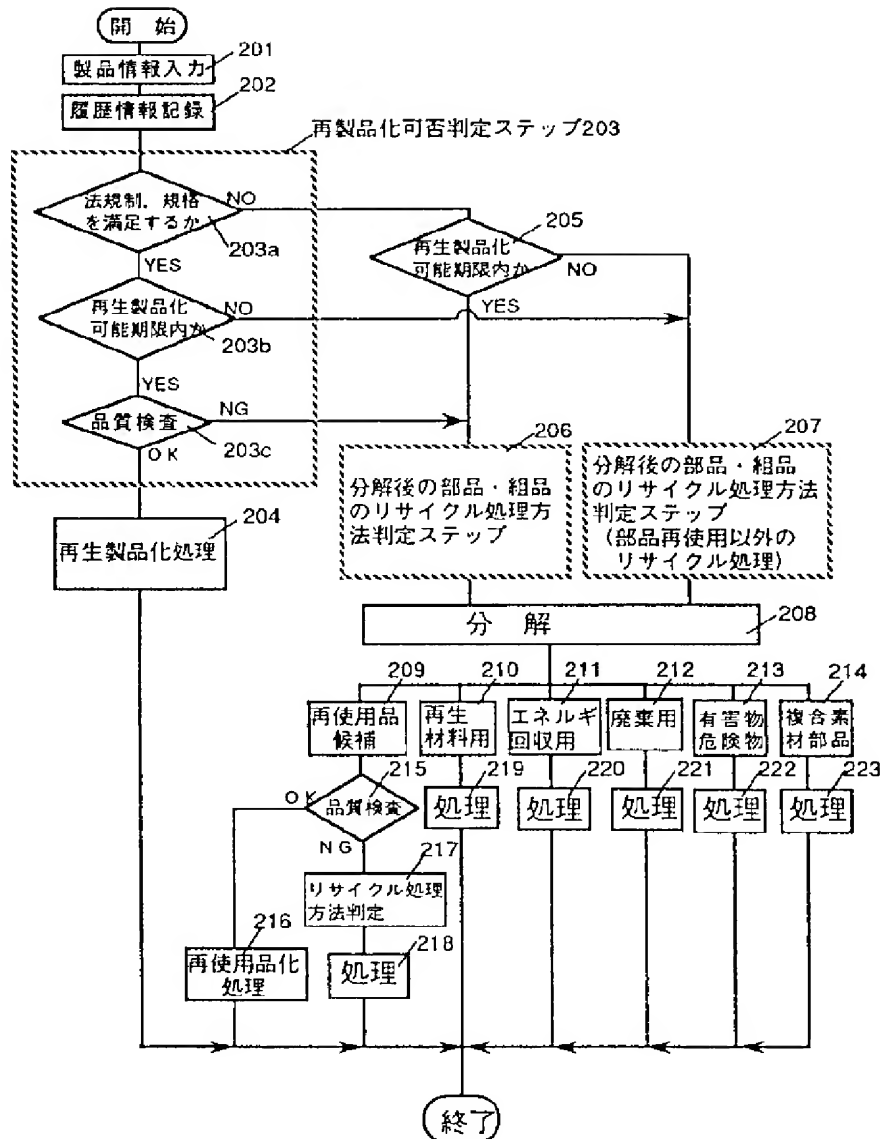 開 始
201
製品情報入力
202
履歴情報記録
再製品化可否判定ステップ203
法規制、規格
を満足するか
NO
203a
YES
205
再生製品化
可能期限内か
NO
YES
再生製品化
可能期限内か
NO
203b
YES
品質検査
NG
203c
OK
204
再生製品化処理
206
分解後の部品・組品
のリサイクル処理方
法判定ステップ
207
分解後の部品・組品
のリサイクル処理方法
判定ステップ
(部品再使用以外の
リサイクル処理)
分 解
208
209
再使用品
候補
210
再生
材料用
211
エネルギ
回収用
212
廃棄用
213
有害物
危険物
214
複合素
材部品
215
OK
品質検査
NG
219
処理
220
処理
221
処理
222
処理
223
処理
217
リサイクル処理
方法判定
216
再使用品化
処理
218
処理
終了